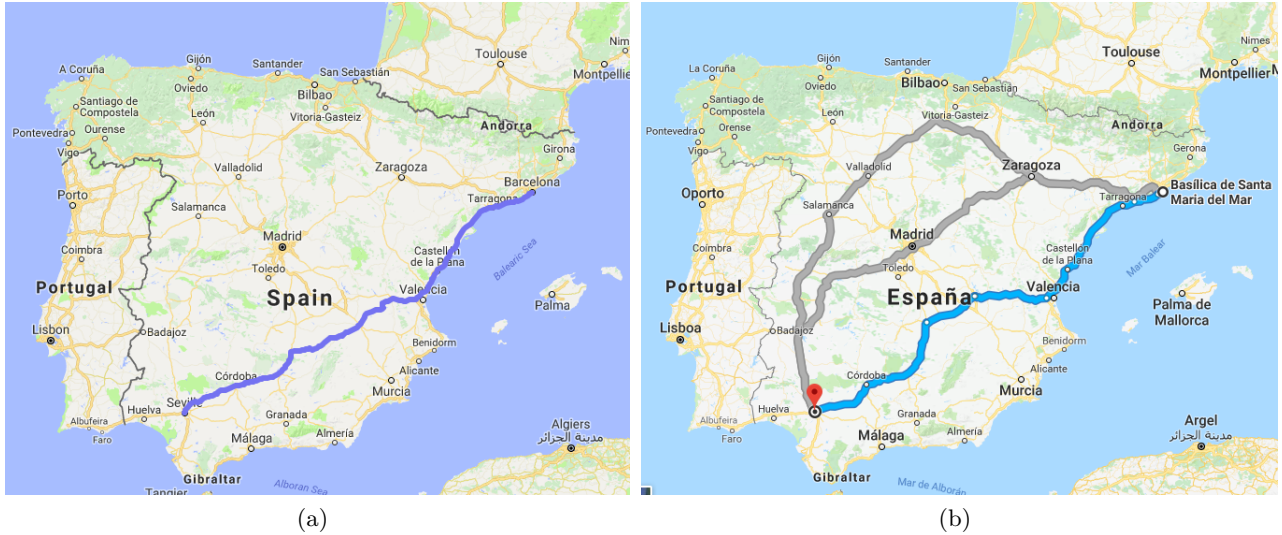 Toulouse
Nim
Montpellier
A Coruña
Gijón
Oviedo
Santander
Bilbao
San Sebastián
Vitoria-Gasteiz
Santiago de
Compostela
Pontevedra
Ourense
Vigo
León
Andorra
Girona
Valladolid
Zaragoza
Barcelona
Tarragona
Porto
Salamanca
Madrid
Coimbra
Toledo
Castellón
de la Plana
Balearic Sea
Portugal
Spain
Valencia
Palma
Lisbon
Badajoz
Benidorm
Alicante
Córdoba
Murcia
Seville
Huelva
Granada
Albufeira
Faro
Málaga
Almería
Algiers
مدينة الجزائر
Gibraltar
Alboran Sea
Tangier
(a)
Toulouse
Nimes
Montpellier
M
La Coruña
Gijón
Oviedo
Santander
Bilbao
San Sebastián
Vitoria-Gasteiz
Santiago de
Compostela
Pontevedra
Orense
Vigo
León
Andorra
Gerona
Valladolid
Zaragoza
Basílica de Santa
Maria del Mar
Tarragona
Oporto
Salamanca
Madrid
Coímbra
Toledo
Castellón
de la Plana
Mar Balear
Portugal
España
Valencia
Palma de
Mallorca
Lisboa
Badajoz
Benidorm
Alicante
Córdoba
Murcia
Huelva
Granada
Albufeira
Faro
Málaga
Almería
Argel
مدينة الجزائر
Gibraltar
Mar de Alborán
(b)